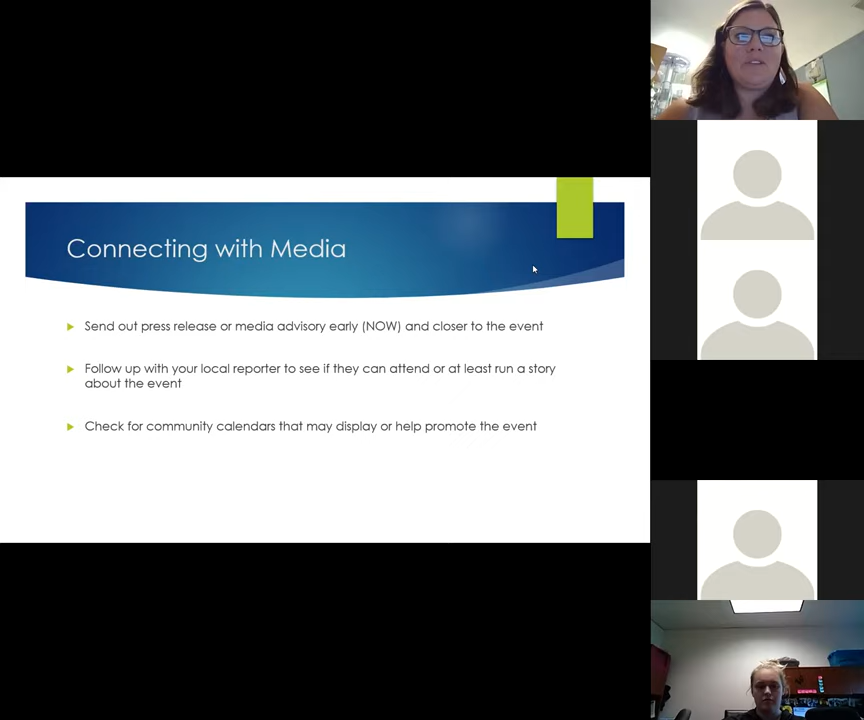 Connecting with Media
Send out press release or media advisory early (NOW) and closer to the event
Follow up with your local reporter to see if they can attend or at least run a story
about the event
Check for community calendars that may display or help promote the event